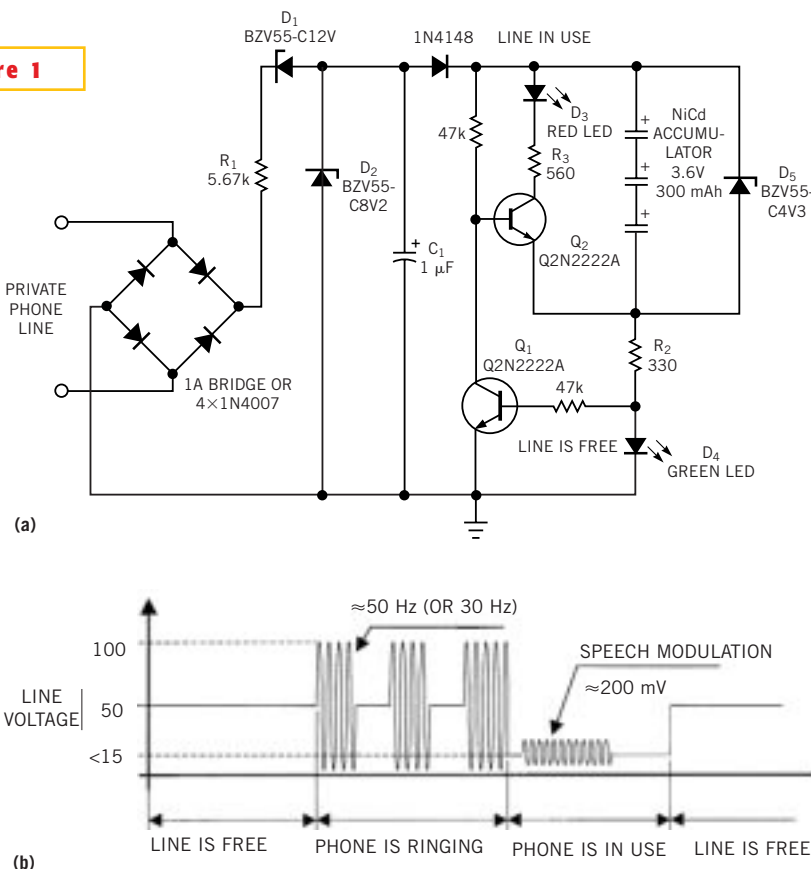 re 1
D₁
BZV55-C12V
1N4148
LINE IN USE
47k
D₃
RED LED
NiCd
ACCUMU-
LATOR
3.6V
300 mAh
R₁
5.67k
D₂
BZV55-
C8V2
R₃
560
D₅
BZV55-
C4V3
+
C₁
1 µF
+
+
+
Q₂
Q2N2222A
PRIVATE
PHONE
LINE
Q₁
Q2N2222A
R₂
330
1A BRIDGE OR
4×1N4007
47k
LINE IS FREE
D₄
GREEN LED
(a)
≈50 Hz (OR 30 Hz)
100
SPEECH MODULATION
≈200 mV
LINE
VOLTAGE
50
<15
LINE IS FREE
PHONE IS RINGING
PHONE IS IN USE
LINE IS FREE
(b)